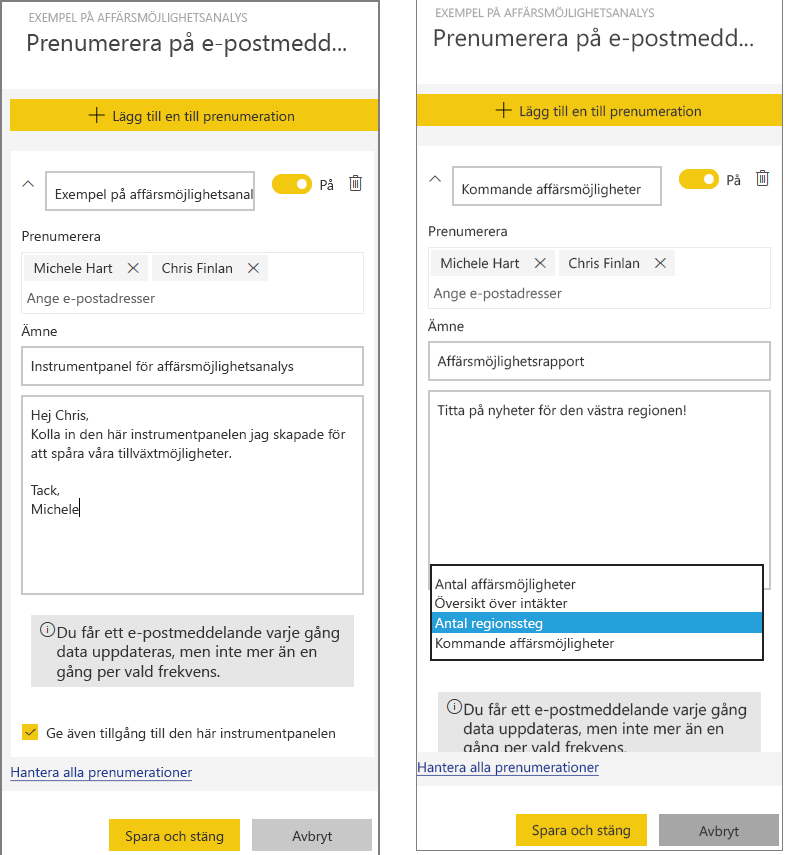 EXEMPEL PÅ AFFÄRSMÖJLIGHETSANALYS
Prenumerera på e-postmedd...
Lägg till en till prenumeration
Exempel på affärsmöjlighetsanal
På
Prenumerera
Michele Hart
Chris Finlan
Ange e-postadresser
Ämne
Instrumentpanel för affärsmöjlighetsanalys
Hej Chris,
Kolla in den här instrumentpanelen jag skapade för
att spåra våra tillväxtmöjligheter.
Tack,
Michele
Du får ett e-postmeddelande varje gång
data uppdateras, men inte mer än en
gång per vald frekvens.
Ge även tillgång till den här instrumentpanelen
Hantera alla prenumerationer
Spara och stäng
Avbryt
EXEMPEL PÅ AFFÄRSMÖJLIGHETSANALYS
Prenumerera på e-postmedd...
Lägg till en till prenumeration
Kommande affärsmöjligheter
På
Prenumerera
Michele Hart
Chris Finlan
Ange e-postadresser
Ämne
Affärsmöjlighetsrapport
Titta på nyheter för den västra regionen!
Antal affärsmöjligheter
Översikt över intäkter
Antal regionssteg
Kommande affärsmöjligheter
Du får ett e-postmeddelande varje gång
data uppdateras, men inte mer än en
gång per vald frekvens.
Hantera alla prenumerationer
Spara och stäng
Avbryt